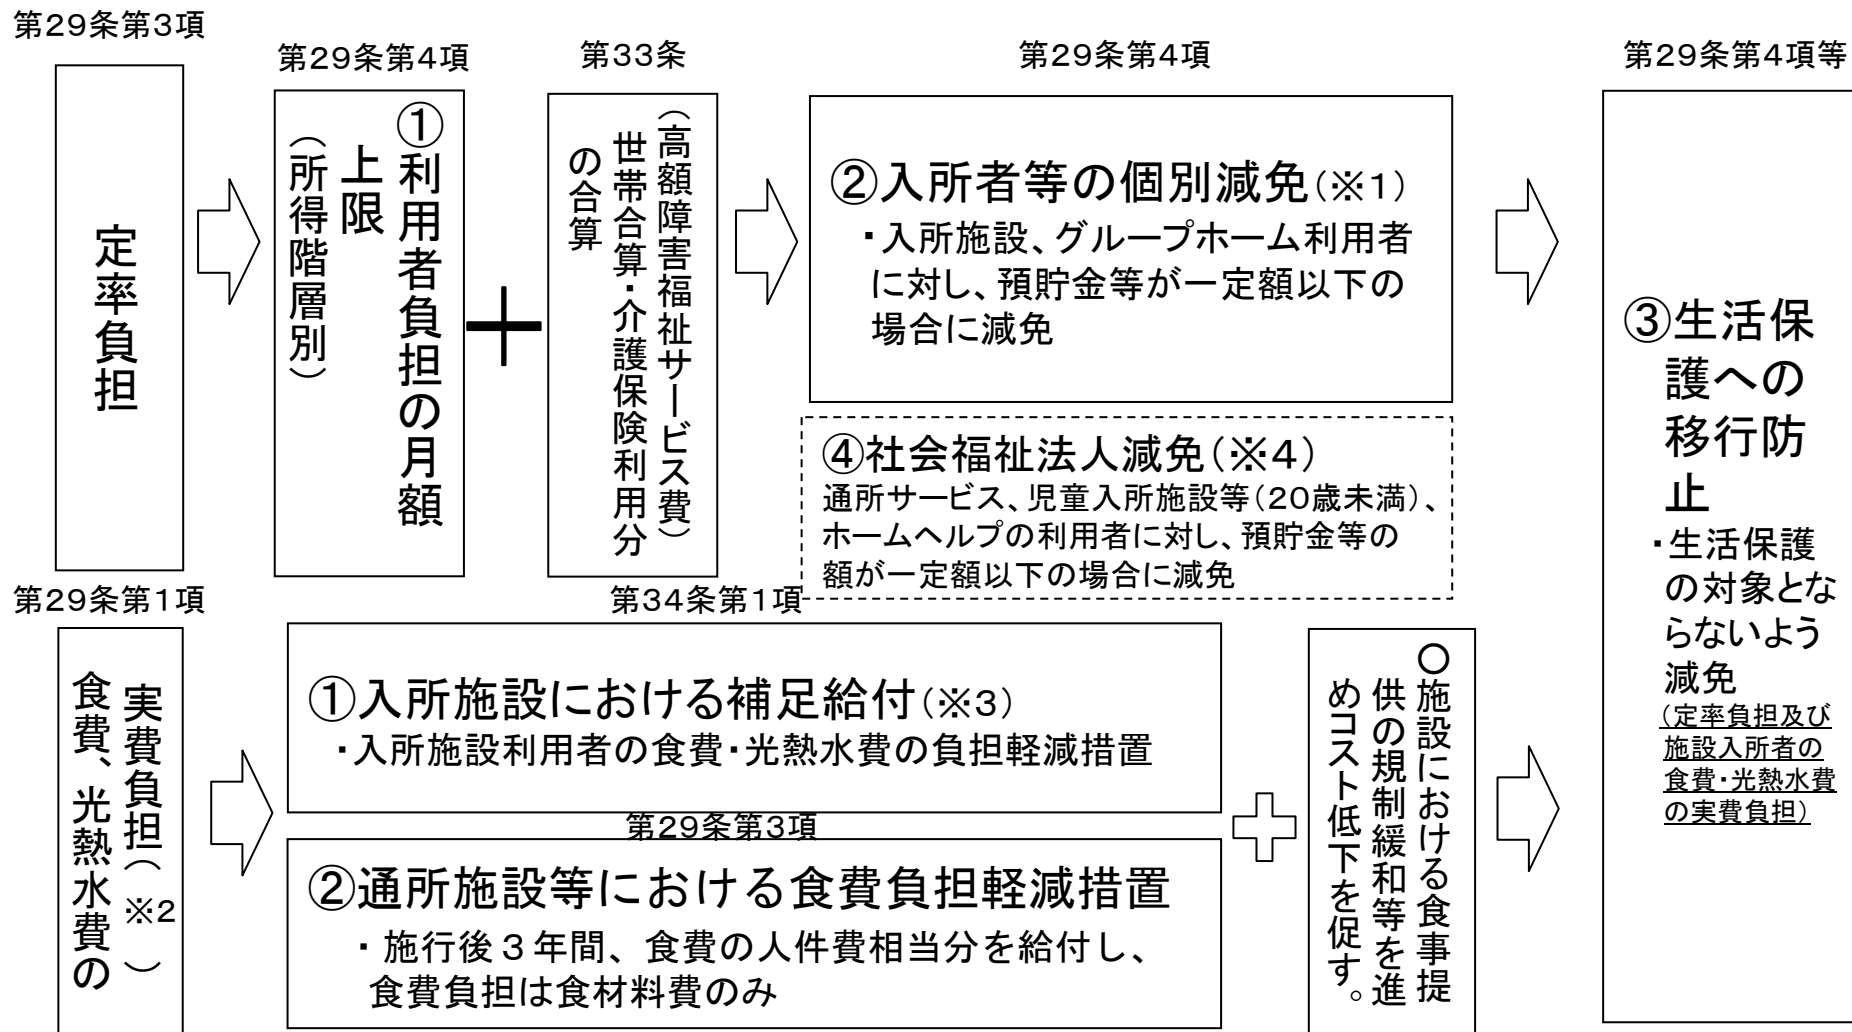 第29条第3項
定率負担
第29条第4項
①利用者負担の月額
上限
（所得階層別）
第33条
（高額障害福祉サービス費）
世帯合算・介護保険利用分
の合算
第29条第4項
②入所者等の個別減免（※1）
・入所施設、グループホーム利用者
に対し、預貯金等が一定額以下の
場合に減免
④社会福祉法人減免（※4）
通所サービス、児童入所施設等（20歳未満）、
ホームヘルプの利用者に対し、預貯金等の
額が一定額以下の場合に減免
第29条第4項等
③生活保
護への
移行防
止
・生活保護
の対象とな
らないよう
減免
（定率負担及び
施設入所者の
食費・光熱水費
の実費負担）
第29条第1項
食費、光熱水費の
実費負担（※2）
第34条第1項
①入所施設における補足給付（※3）
・入所施設利用者の食費・光熱水費の負担軽減措置
第29条第3項
②通所施設等における食費負担軽減措置
・施行後3年間、食費の人件費相当分を給付し、
食費負担は食材料費のみ
○施設における食事提
供の規制緩和等を進
めコスト低下を促す。